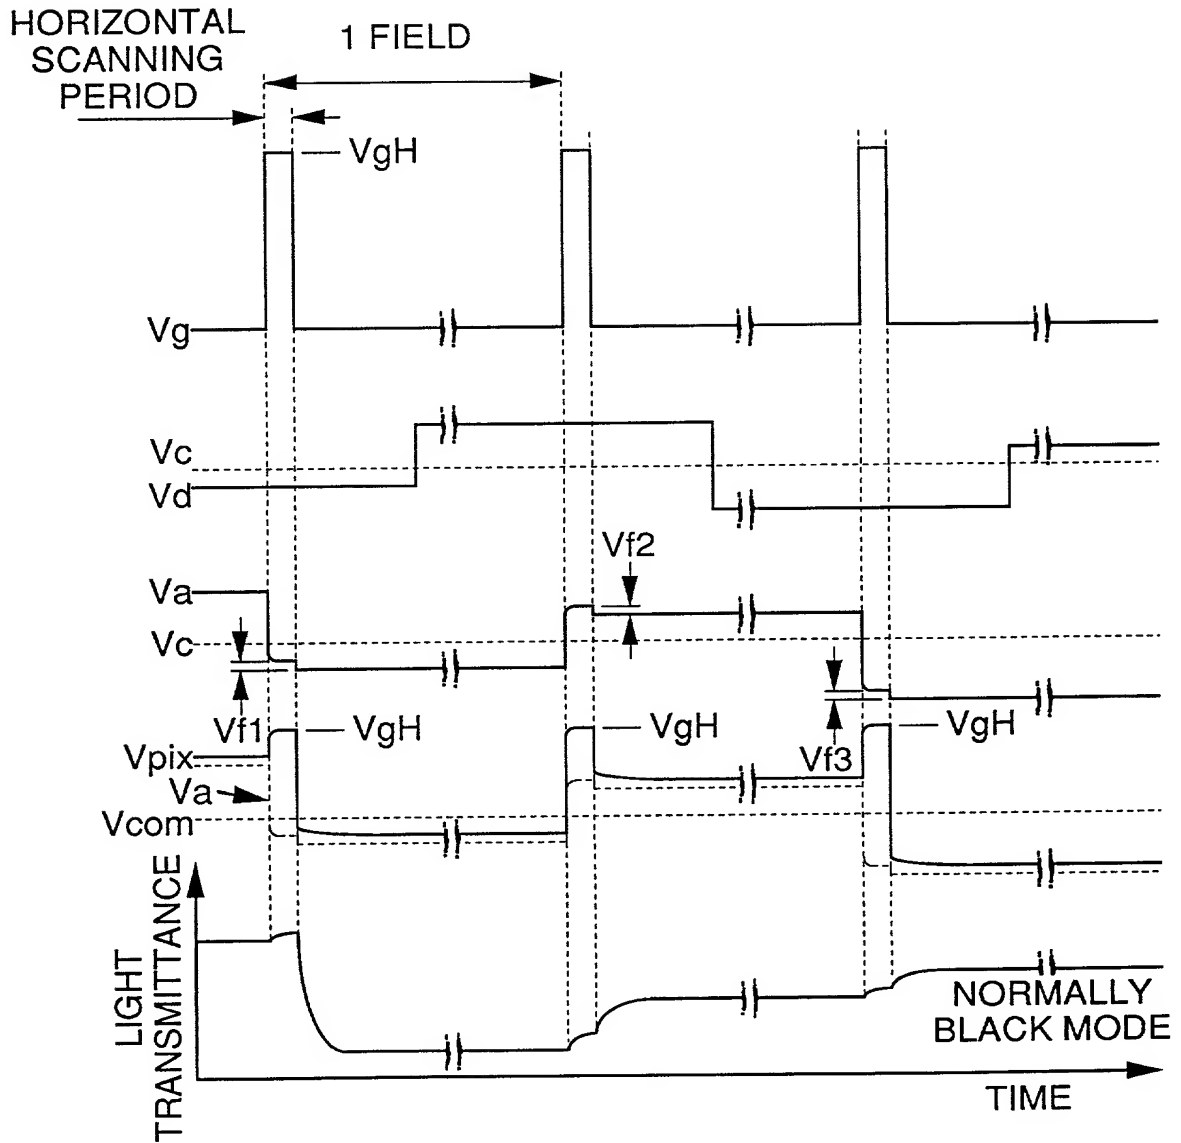 HORIZONTAL
SCANNING
PERIOD
1 FIELD
VgH
Vg
Vc
Vd
Vf2
Va
Vc
Vf1
VgH
VgH
VgH
Vf3
Vpix
Va
Vcom
LIGHT
TRANSMITTANCE
NORMALLY
BLACK MODE
TIME